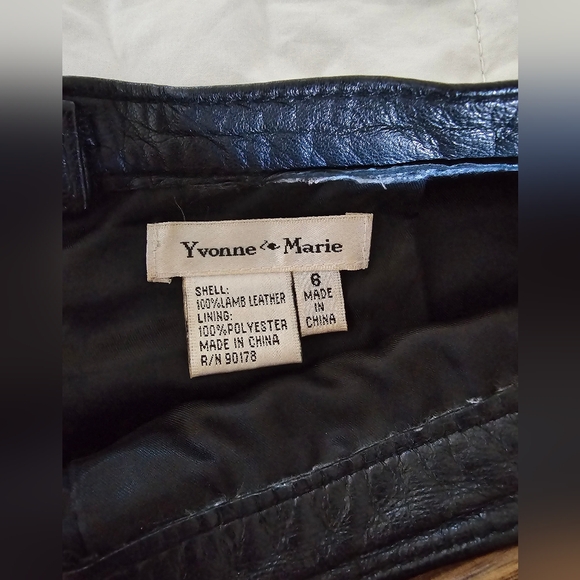 Yvonne Marie
SHELL:
100%LAMB LEATHER
LINING:
100%POLYESTER
MADE IN CHINA
R/N 90178
6
MADE
IN
CHINA